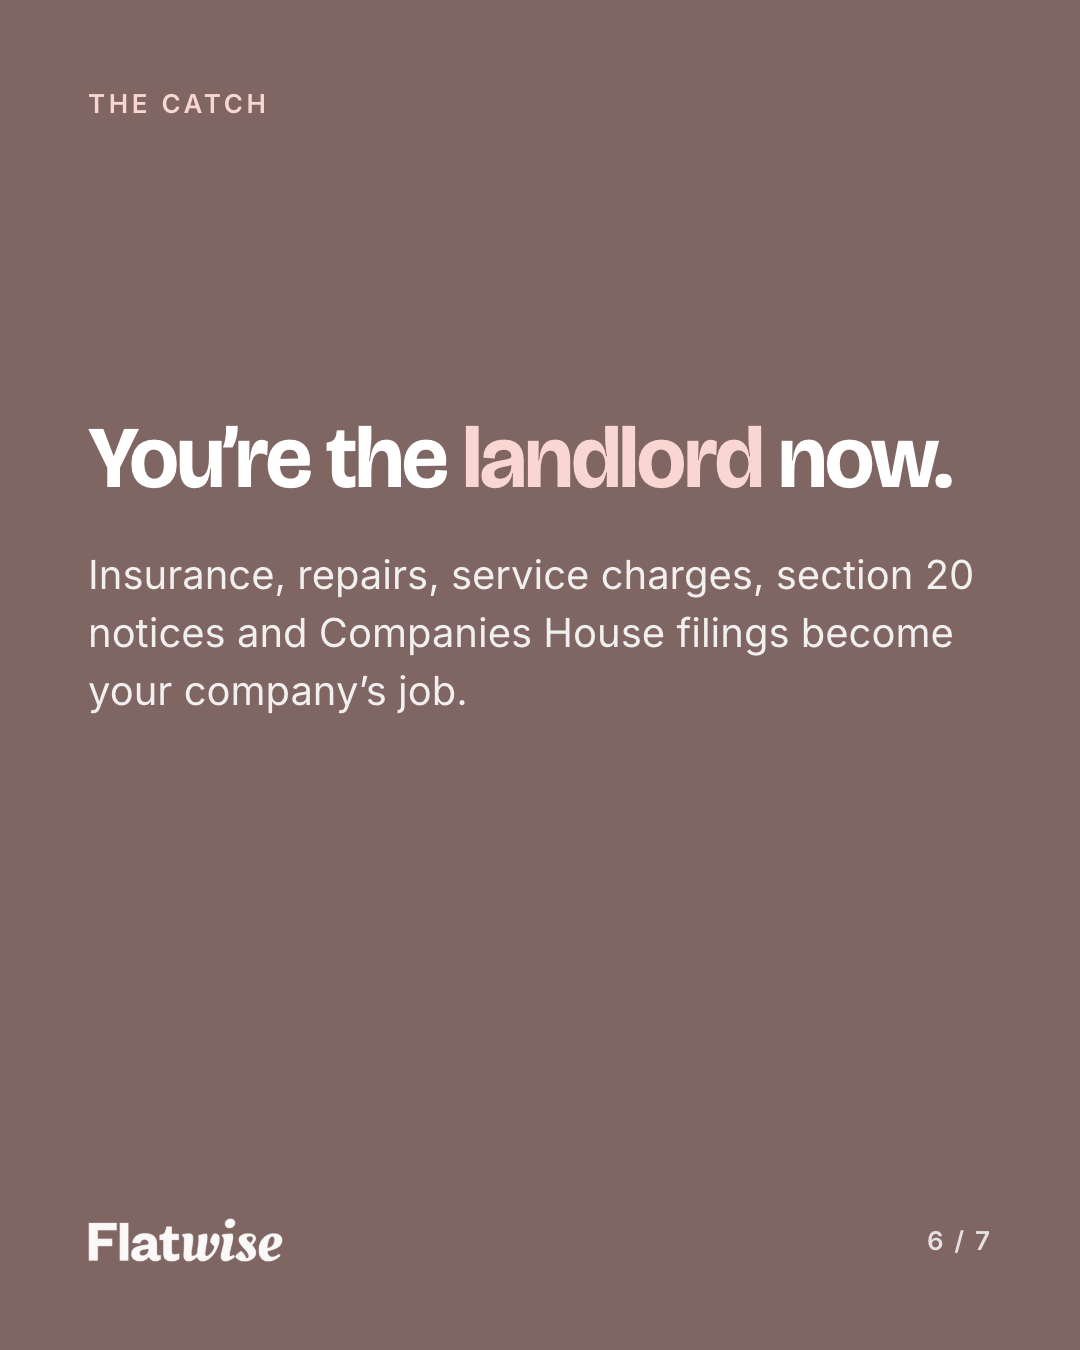 THE CATCH
You’re the landlord now.
Insurance, repairs, service charges, section 20
notices and Companies House filings become
your company’s job.
Flatwise
6 / 7